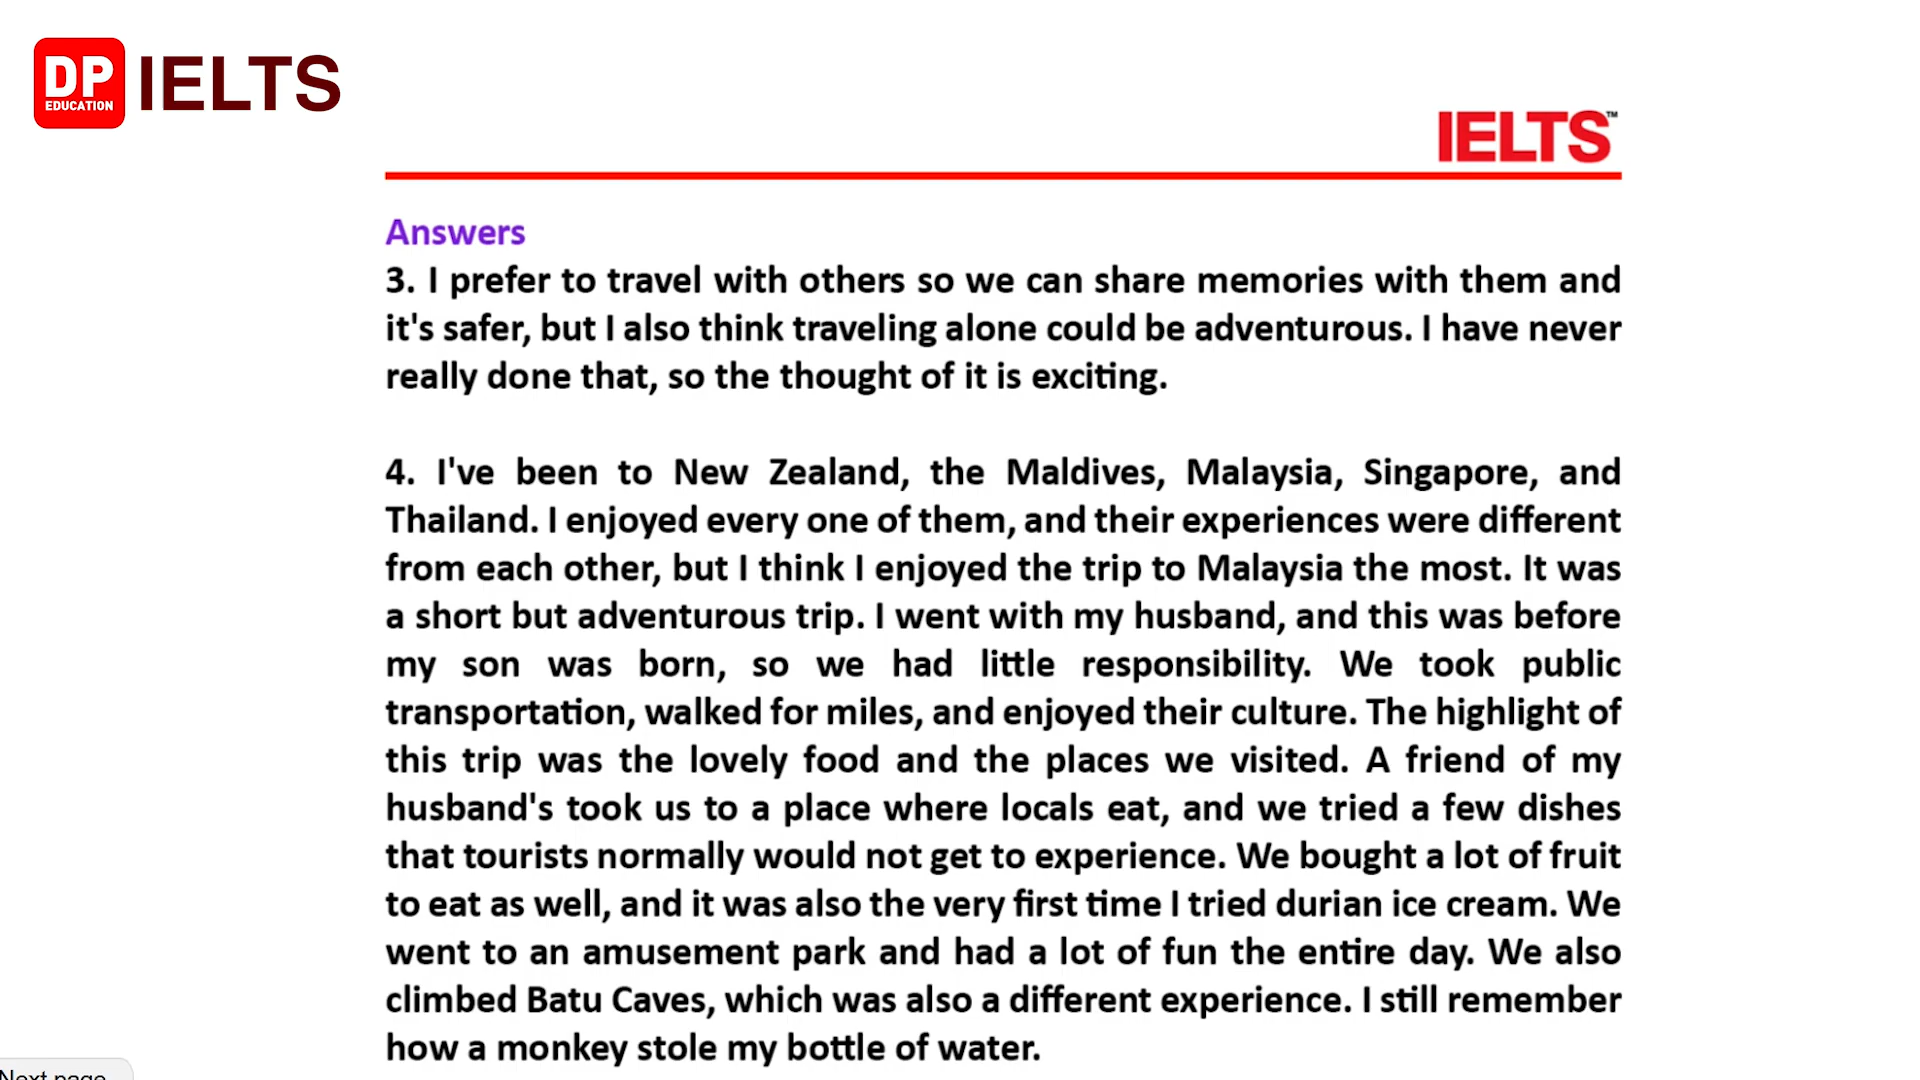 DP
EDUCATION
IELTS
IELTS™
Answers
3. I prefer to travel with others so we can share memories with them and
it's safer, but I also think traveling alone could be adventurous. I have never
really done that, so the thought of it is exciting.
4. I've been to New Zealand, the Maldives, Malaysia, Singapore, and
Thailand. I enjoyed every one of them, and their experiences were different
from each other, but I think I enjoyed the trip to Malaysia the most. It was
a short but adventurous trip. I went with my husband, and this was before
my son was born, so we had little responsibility. We took public
transportation, walked for miles, and enjoyed their culture. The highlight of
this trip was the lovely food and the places we visited. A friend of my
husband's took us to a place where locals eat, and we tried a few dishes
that tourists normally would not get to experience. We bought a lot of fruit
to eat as well, and it was also the very first time I tried durian ice cream. We
went to an amusement park and had a lot of fun the entire day. We also
climbed Batu Caves, which was also a different experience. I still remember
how a monkey stole my bottle of water.
Next page